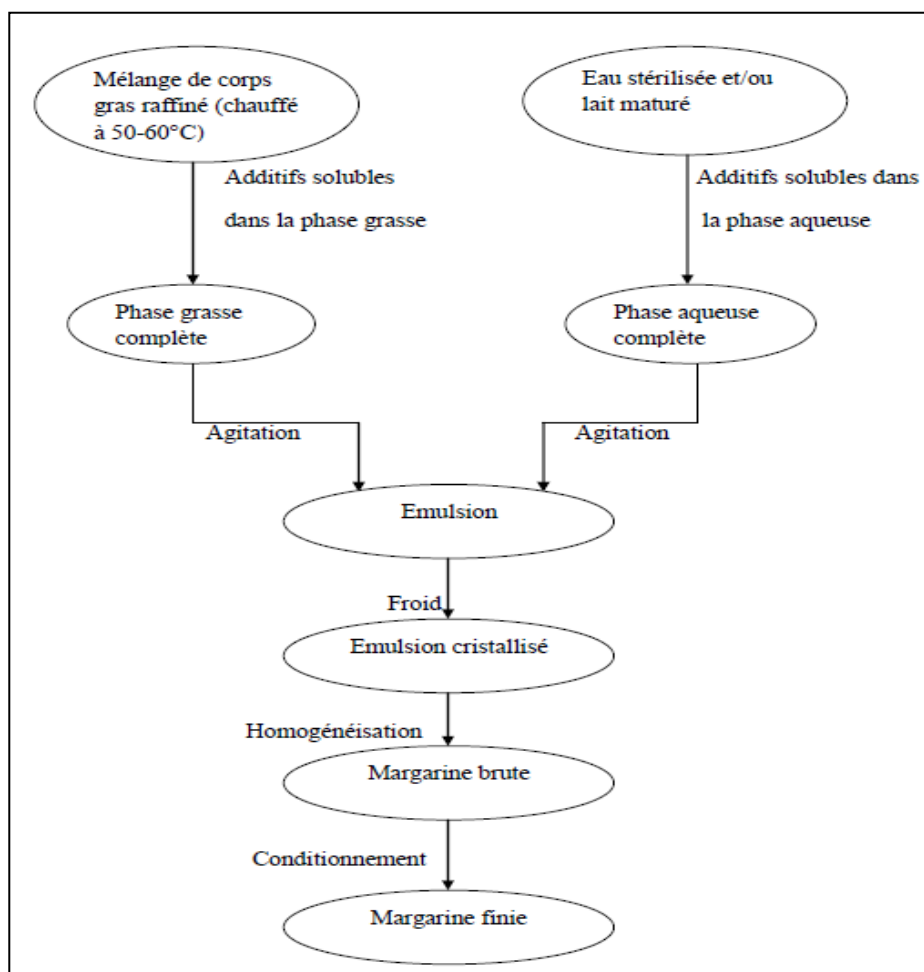 Mélange de corps
gras raffiné (chauffé
à 50-60°C)
Eau stérilisée et/ou
lait maturé
Additifs solubles
dans la phase grasse
Additifs solubles dans
la phase aqueuse
Phase grasse
complète
Phase aqueuse
complète
Agitation
Agitation
Emulsion
Froid
Emulsion cristallisé
Homogénéisation
Margarine brute
Conditionnement
Margarine finie